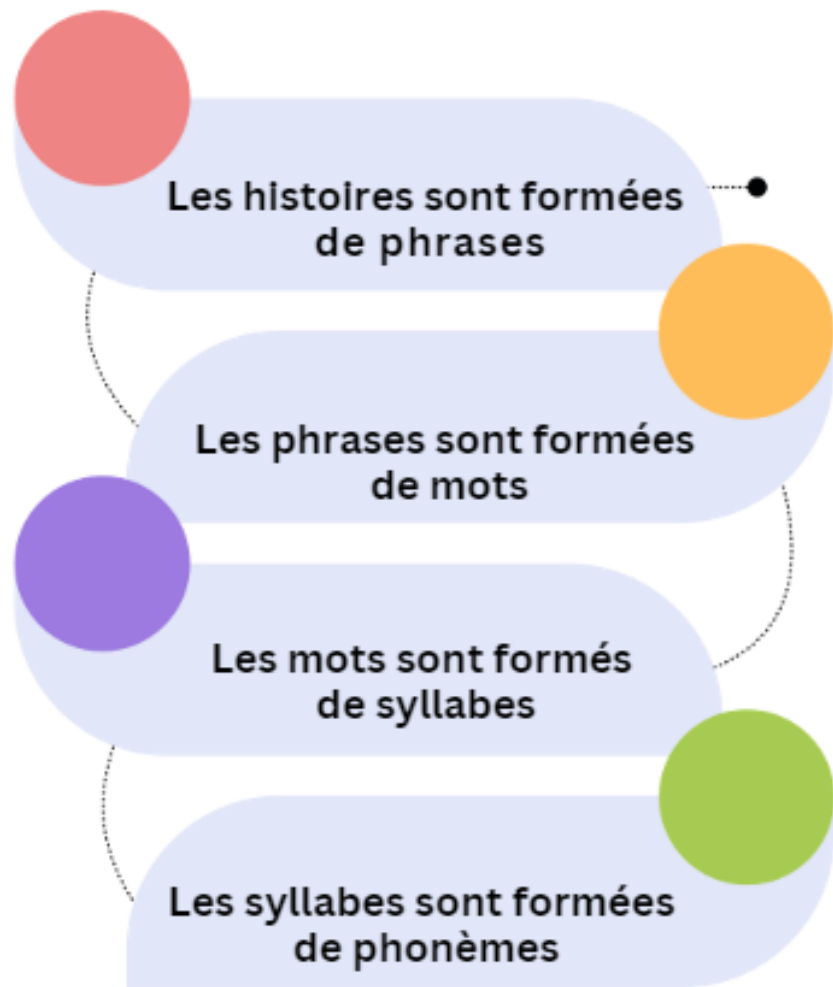 Les histoires sont formées
de phrases
Les phrases sont formées
de mots
Les mots sont formés
de syllabes
Les syllabes sont formées
de phonèmes